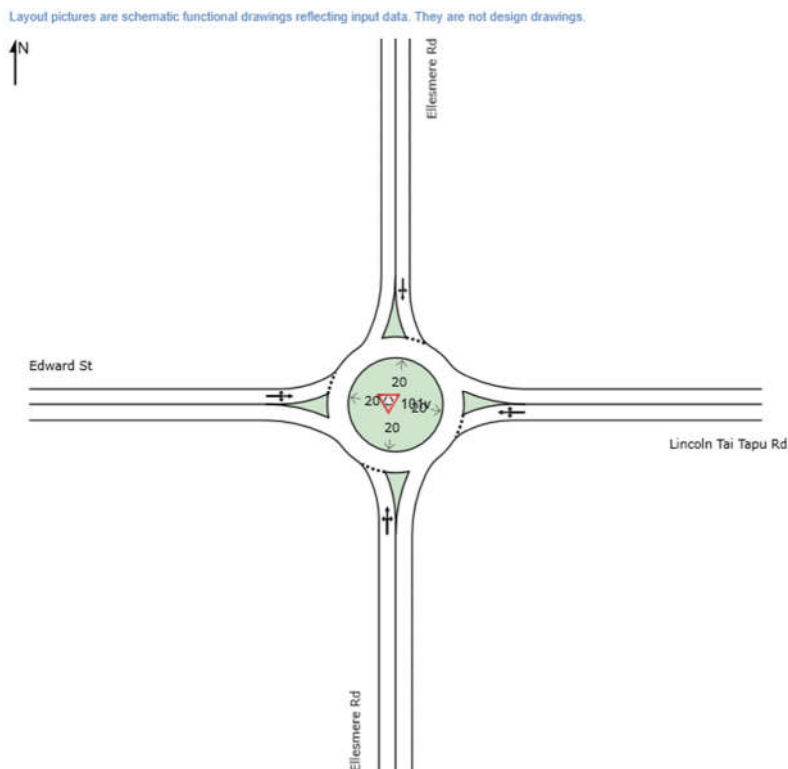 Layout pictures are schematic functional drawings reflecting input data. They are not design drawings.
N
Ellesmere Rd
Edward St
20
20
101v
20
20
Lincoln Tai Tapu Rd
Ellesmere Rd